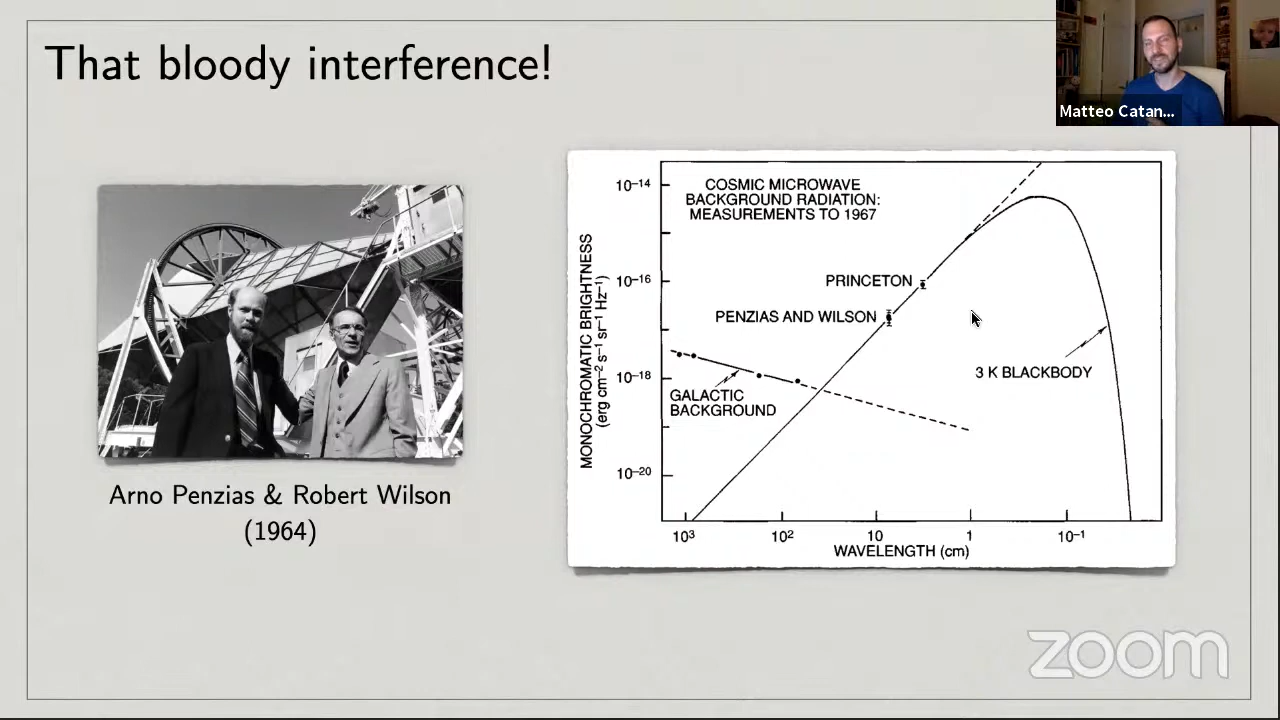 That bloody interference!
Matteo Catan...
COSMIC MICROWAVE
BACKGROUND RADIATION:
MEASUREMENTS TO 1967
MONOCHROMATIC BRIGHTNESS
(erg cm⁻² s⁻¹ sr⁻¹ Hz⁻¹)
10⁻¹⁴
10⁻¹⁶
10⁻¹⁸
10⁻²⁰
PRINCETON
PENZIAS AND WILSON
3 K BLACKBODY
GALACTIC
BACKGROUND
10³ 10² 10 1 10⁻¹
WAVELENGTH (cm)
Arno Penzias & Robert Wilson
(1964)
zoom